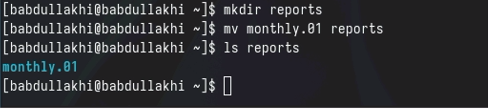 [babdullakhi@babdullakhi ~]$ mkdir reports
[babdullakhi@babdullakhi ~]$ mv monthly.01 reports
[babdullakhi@babdullakhi ~]$ ls reports
monthly.01
[babdullakhi@babdullakhi ~]$